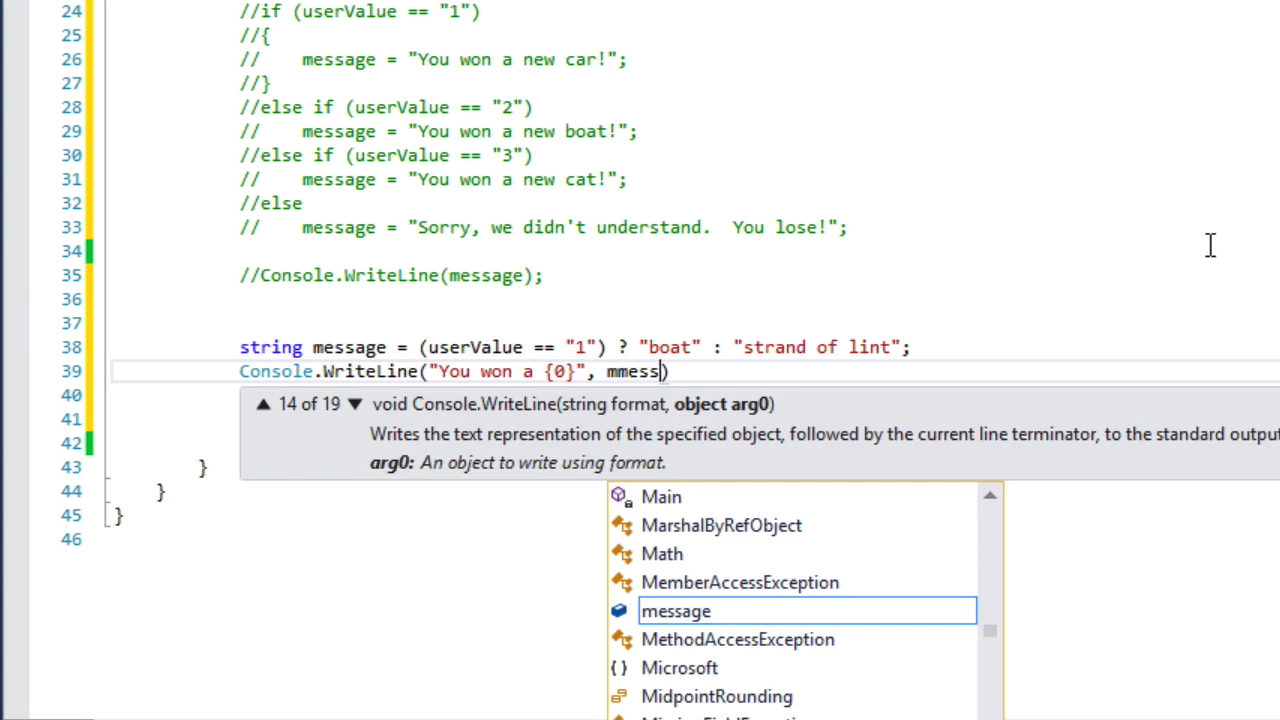 24 //if (userValue == "1")
25 //{
26 //    message = "You won a new car!";
27 //}
28 //else if (userValue == "2")
29 //    message = "You won a new boat!";
30 //else if (userValue == "3")
31 //    message = "You won a new cat!";
32 //else
33 //    message = "Sorry, we didn't understand.  You lose!";
34
35 //Console.WriteLine(message);
36
37
38 string message = (userValue == "1") ? "boat" : "strand of lint";
39 Console.WriteLine("You won a {0}", mmess)
40 ▲ 14 of 19 ▼ void Console.WriteLine(string format, object arg0)
41 Writes the text representation of the specified object, followed by the current line terminator, to the standard output
42 arg0: An object to write using format.
43 }
44 }
45 }
46
Main
MarshalByRefObject
Math
MemberAccessException
message
MethodAccessException
{ } Microsoft
MidpointRounding